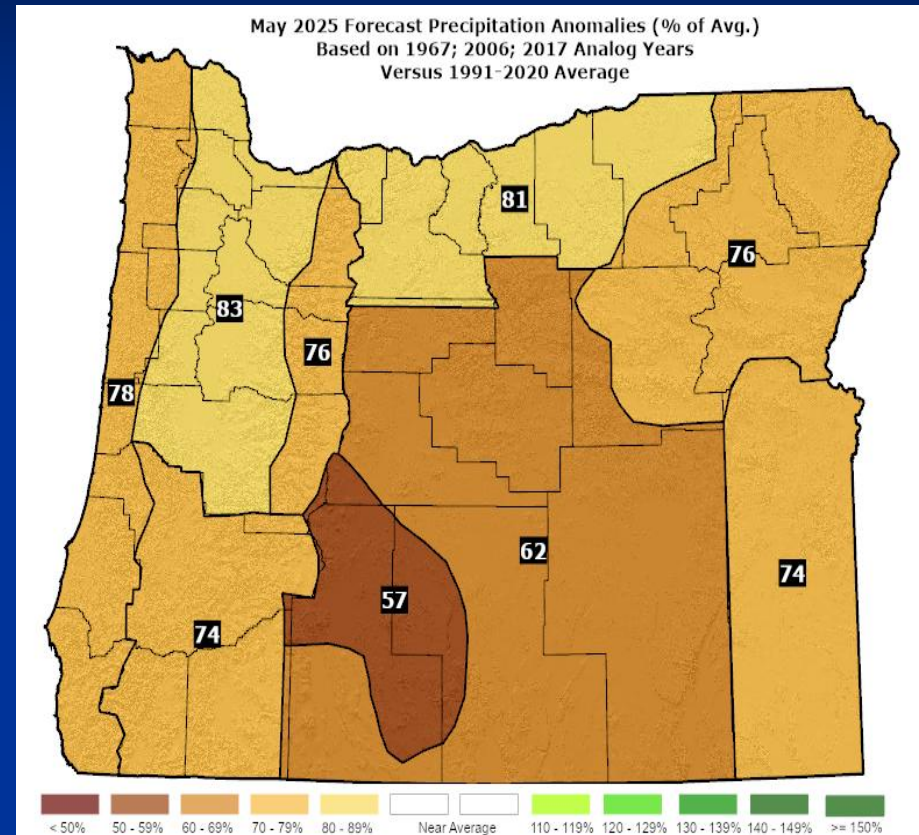 May 2025 Forecast Precipitation Anomalies (% of Avg.)
Based on 1967; 2006; 2017 Analog Years
Versus 1991-2020 Average
81
76
83
76
78
62
57
74
74
< 50%
50 - 59%
60 - 69%
70 - 79%
80 - 89%
Near Average
110 - 119%
120 - 129%
130 - 139%
140 - 149%
>= 150%